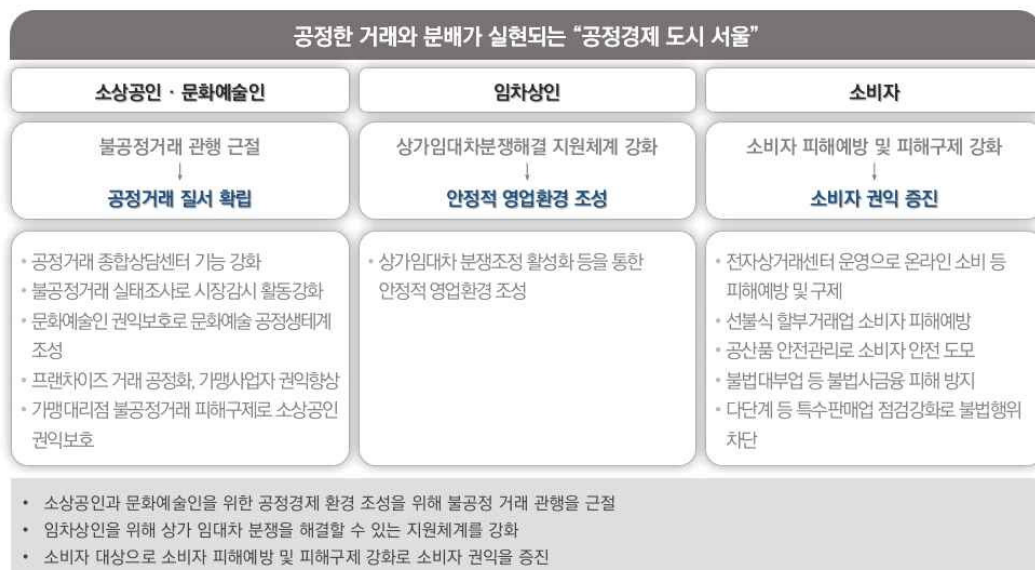 공정한 거래와 분배가 실현되는 “공정경제 도시 서울”
소상공인 · 문화예술인
불공정거래 관행 근절
↓
공정거래 질서 확립
• 공정거래 종합상담센터 기능 강화
• 불공정거래 실태조사로 시장감시 활동강화
• 문화예술인 권익보호로 문화예술 공정생태계
조성
• 프랜차이즈 거래 공정화, 가맹사업자 권익향상
• 가맹대리점 불공정거래 피해구제로 소상공인
권익보호
임차상인
상가임대차분쟁해결 지원체계 강화
↓
안정적 영업환경 조성
• 상가임대차 분쟁조정 활성화 등을 통한
안정적 영업환경 조성
소비자
소비자 피해예방 및 피해구제 강화
↓
소비자 권익 증진
• 전자상거래센터 운영으로 온라인 소비 등
피해예방 및 구제
• 선불식 할부거래업 소비자 피해예방
• 공산품 안전관리로 소비자 안전 도모
• 불법대부업 등 불법사금융 피해 방지
• 다단계 등 특수판매업 점검강화로 불법행위
차단
• 소상공인과 문화예술인을 위한 공정경제 환경 조성을 위해 불공정 거래 관행을 근절
• 임차상인을 위해 상가 임대차 분쟁을 해결할 수 있는 지원체계를 강화
• 소비자 대상으로 소비자 피해예방 및 피해구제 강화로 소비자 권익을 증진